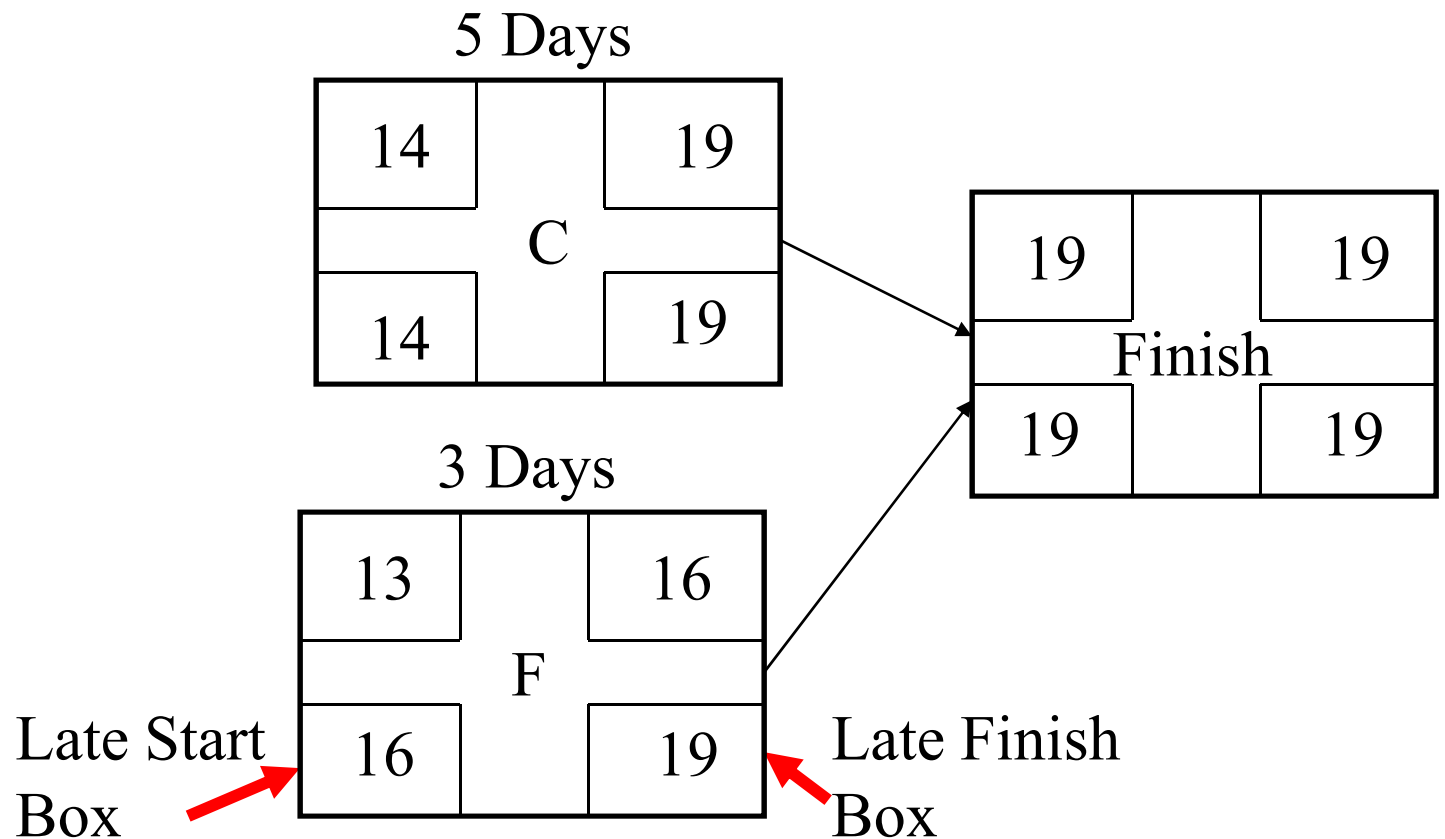 5 Days
14 19
C
14 19
19 19
Finish
19 19
3 Days
13 16
F
16 19
Late Start
Box
Late Finish
Box